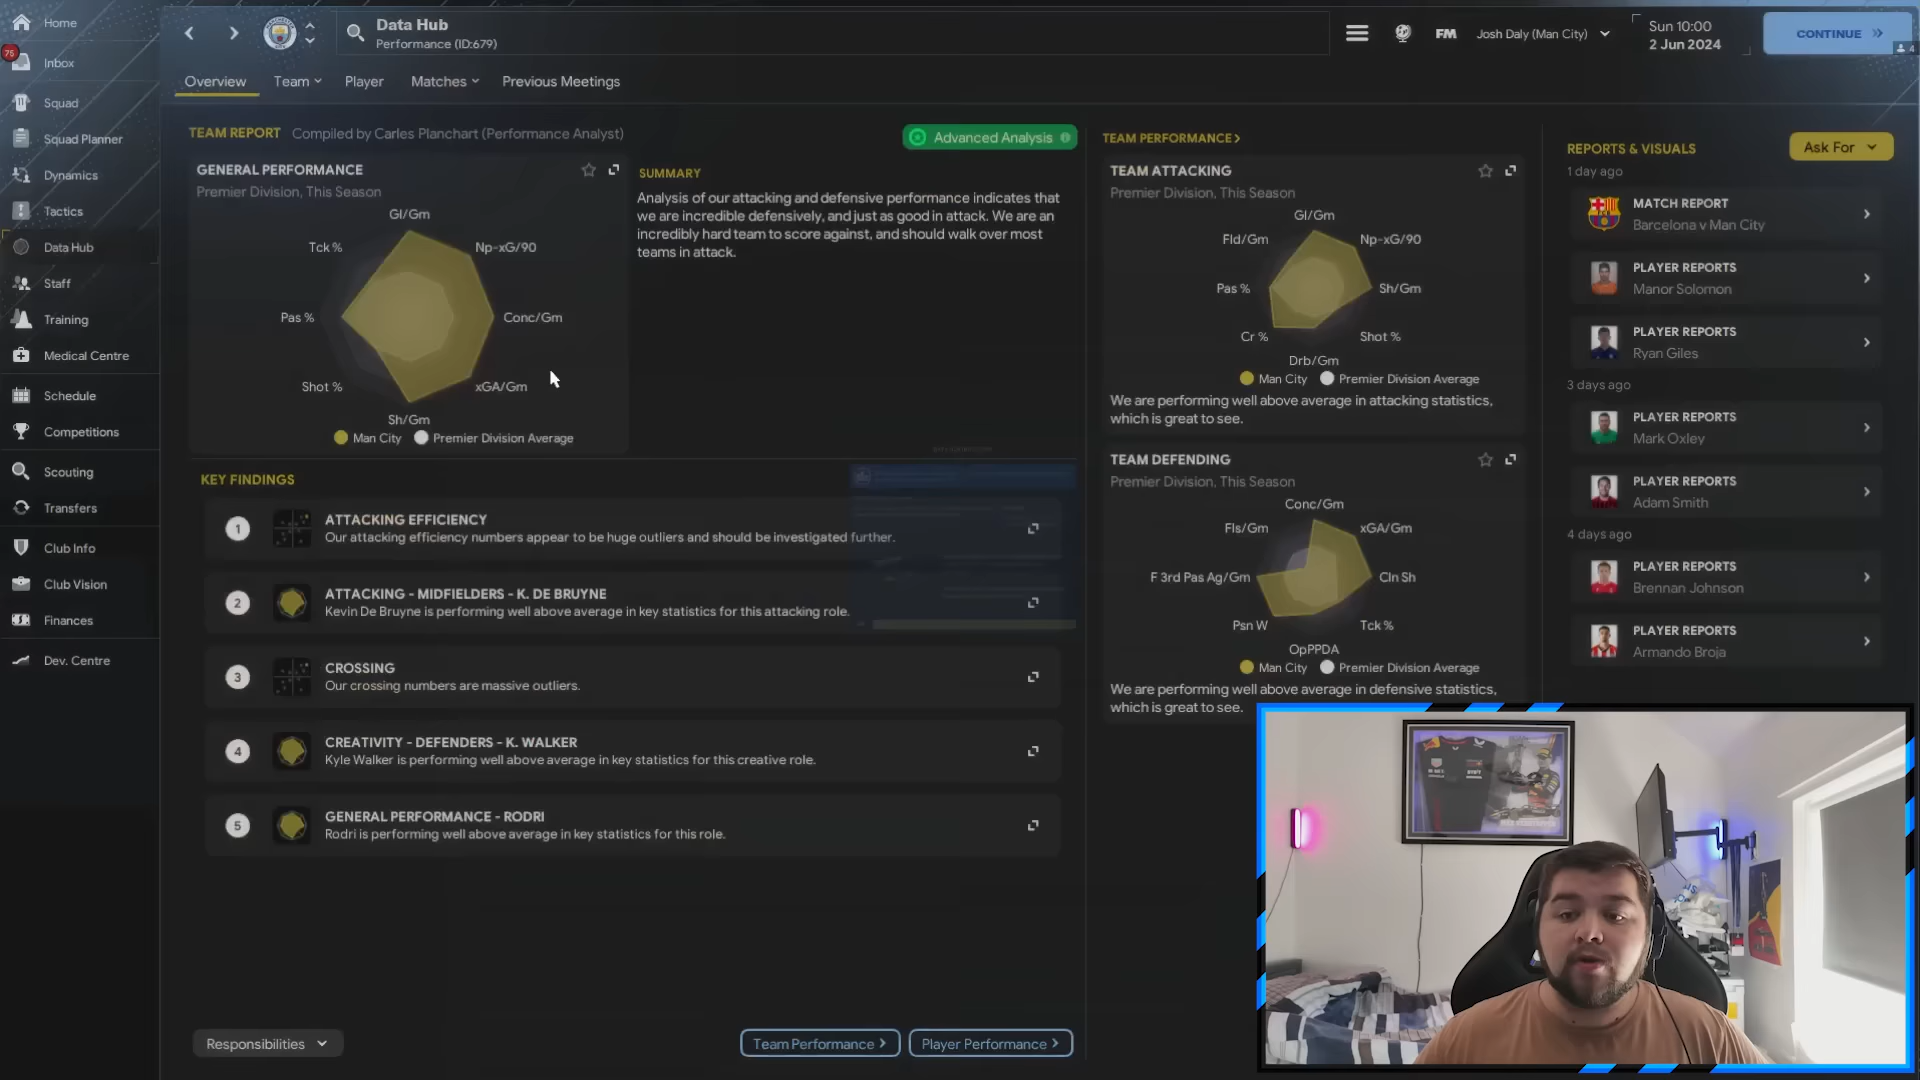 Home
75
Inbox
Squad
Squad Planner
Dynamics
Tactics
Data Hub
Staff
Training
Medical Centre
Schedule
Competitions
Scouting
Transfers
Club Info
Club Vision
Finances
Dev. Centre
Data Hub
Performance (ID:679)
FM
Josh Daly (Man City)
Sun 10:00
2 Jun 2024
CONTINUE
4
Overview
Team
Player
Matches
Previous Meetings
TEAM REPORT Compiled by Carles Planchart (Performance Analyst)
Advanced Analysis
GENERAL PERFORMANCE
Premier Division, This Season
Gl/Gm
Tck %
Np-xG/90
Pas %
Conc/Gm
Shot %
xGA/Gm
Sh/Gm
Man City
Premier Division Average
SUMMARY
Analysis of our attacking and defensive performance indicates that
we are incredible defensively, and just as good in attack. We are an
incredibly hard team to score against, and should walk over most
teams in attack.
KEY FINDINGS
1
ATTACKING EFFICIENCY
Our attacking efficiency numbers appear to be huge outliers and should be investigated further.
2
ATTACKING - MIDFIELDERS - K. DE BRUYNE
Kevin De Bruyne is performing well above average in key statistics for this attacking role.
3
CROSSING
Our crossing numbers are massive outliers.
4
CREATIVITY - DEFENDERS - K. WALKER
Kyle Walker is performing well above average in key statistics for this creative role.
5
GENERAL PERFORMANCE - RODRI
Rodri is performing well above average in key statistics for this role.
Responsibilities
Team Performance >
Player Performance >
TEAM PERFORMANCE >
TEAM ATTACKING
Premier Division, This Season
Gl/Gm
Fld/Gm
Np-xG/90
Pas %
Sh/Gm
Cr %
Shot %
Drb/Gm
Man City
Premier Division Average
We are performing well above average in attacking statistics,
which is great to see.
TEAM DEFENDING
Premier Division, This Season
Conc/Gm
Fls/Gm
xGA/Gm
F 3rd Pas Ag/Gm
Cln Sh
Psn W
Tck %
OpPPDA
Man City
Premier Division Average
We are performing well above average in defensive statistics,
which is great to see.
REPORTS & VISUALS
Ask For
1 day ago
MATCH REPORT
Barcelona v Man City
PLAYER REPORTS
Manor Solomon
PLAYER REPORTS
Ryan Giles
3 days ago
PLAYER REPORTS
Mark Oxley
PLAYER REPORTS
Adam Smith
4 days ago
PLAYER REPORTS
Brennan Johnson
PLAYER REPORTS
Armando Broja